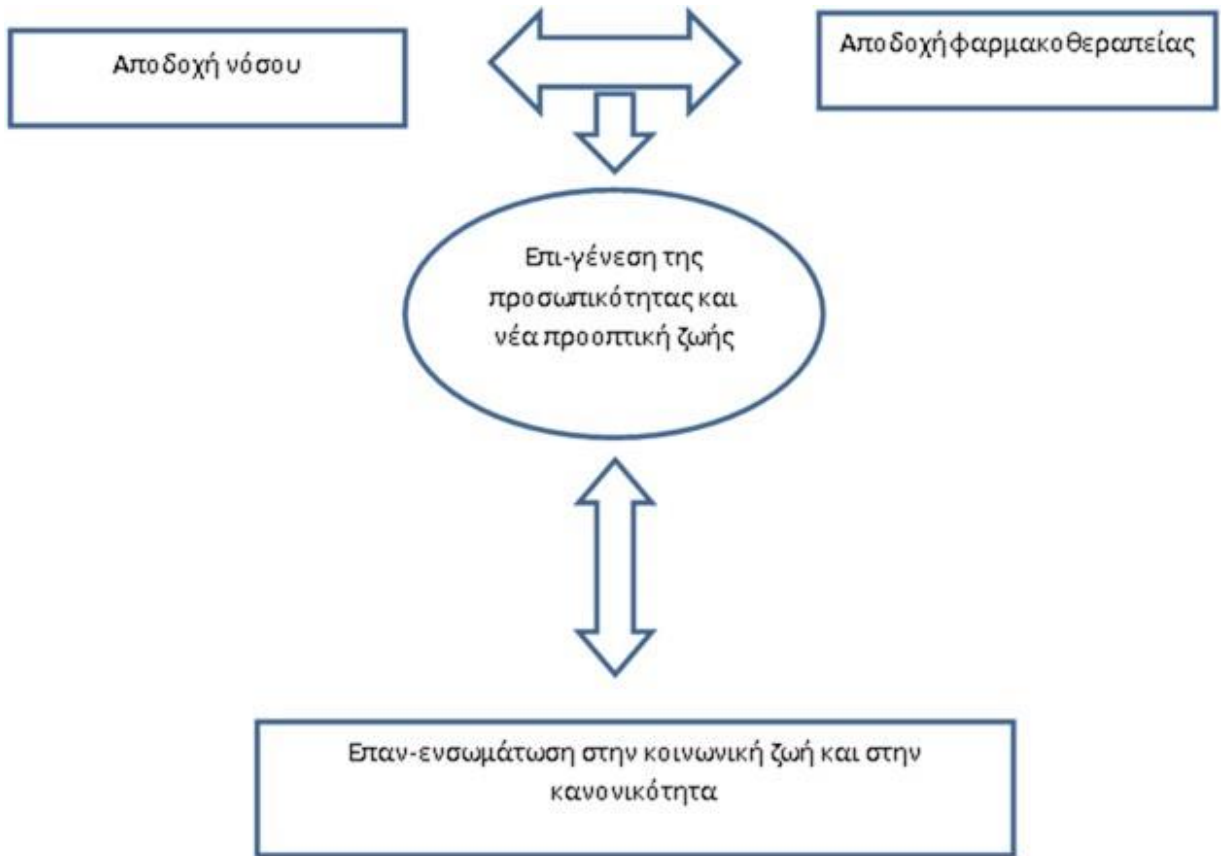 Αποδοχή νόσου
Αποδοχή φαρμακοθεραπείας
Επι-γένεση της
προσωπικότητας και
νέα προοπτική ζωής
Επαν-ενσωμάτωση στην κοινωνική ζωή και στην
κανονικότητα